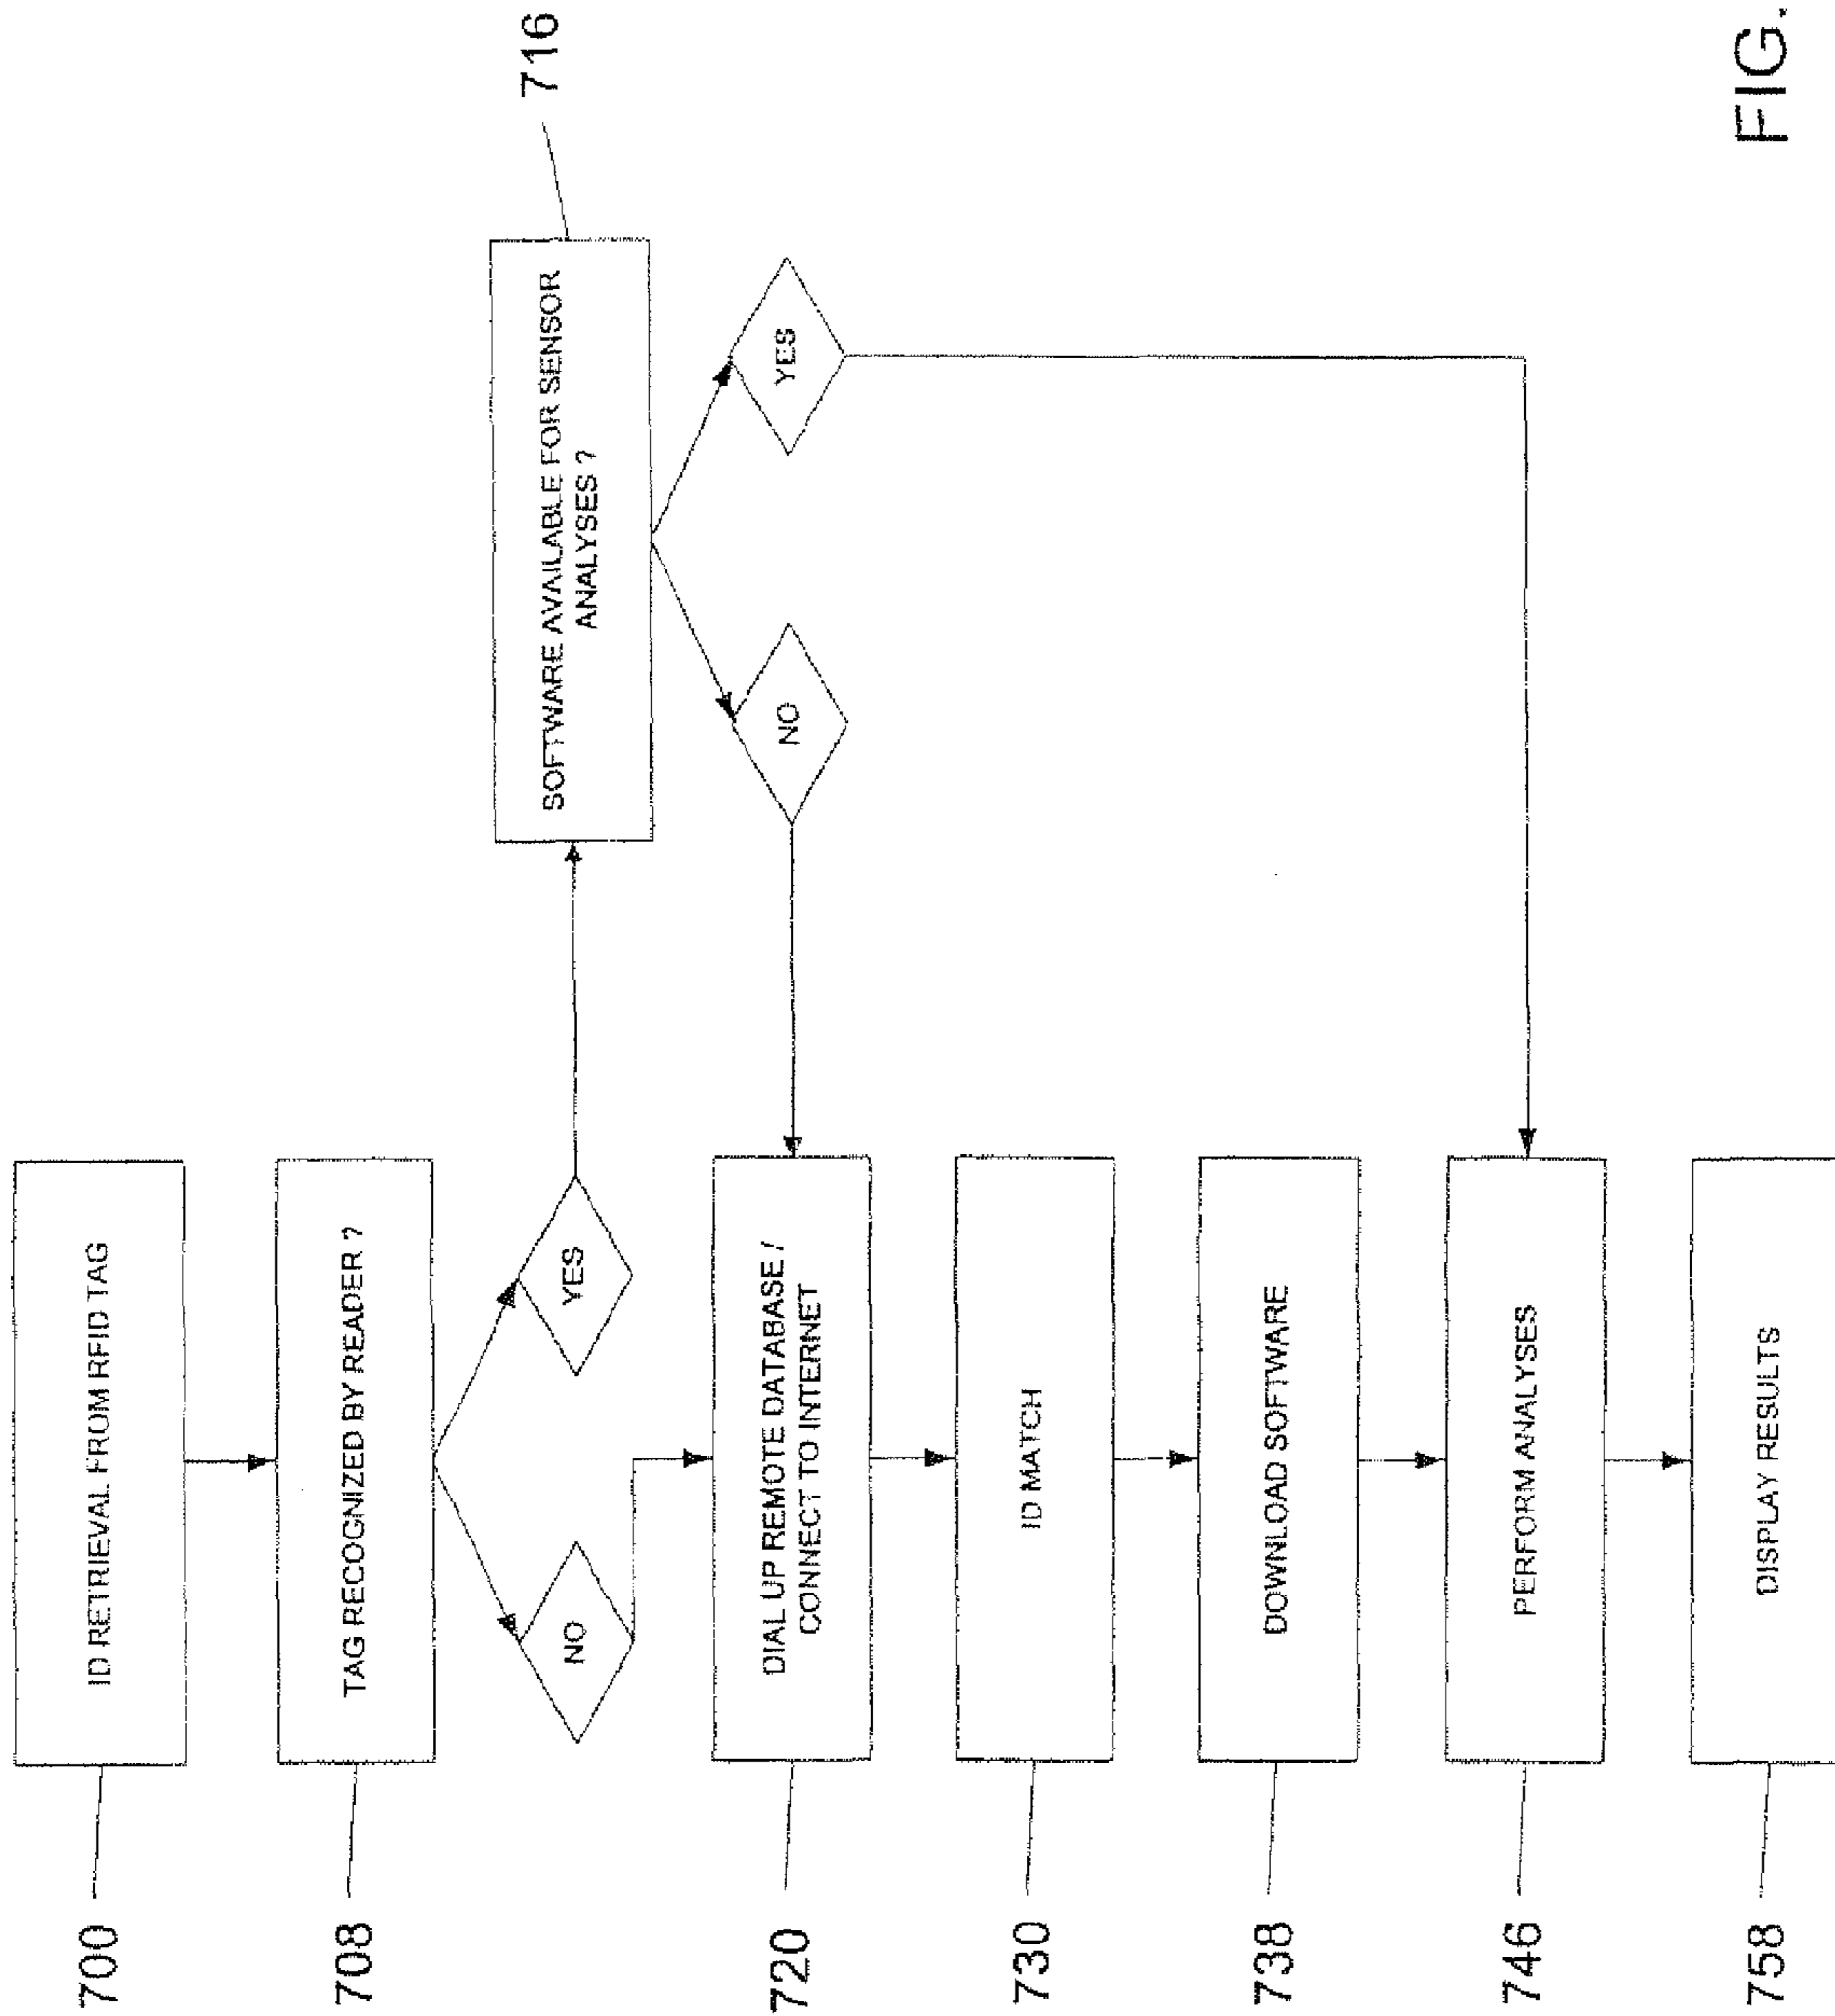 700
ID RETRIEVAL FROM RFID TAG
708
TAG RECOGNIZED BY READER ?
NO
YES
716
SOFTWARE AVAILABLE FOR SENSOR
ANALYSES ?
NO
YES
720
DIAL UP REMOTE DATABASE /
CONNECT TO INTERNET
730
ID MATCH
738
DOWNLOAD SOFTWARE
746
PERFORM ANALYSES
758
DISPLAY RESULTS
FIG.